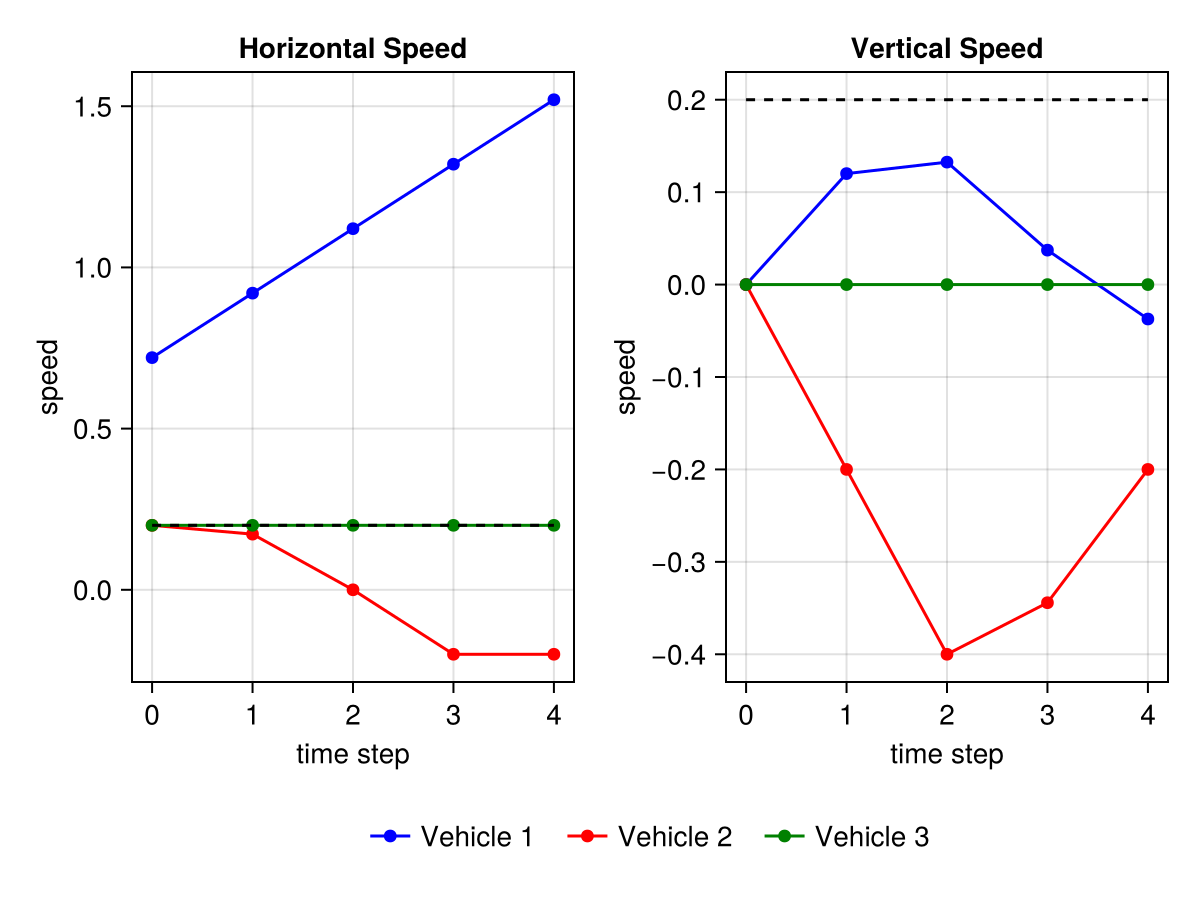 Horizontal Speed
1.5
1.0
0.5
0.0
speed
0 1 2 3 4
time step
Vertical Speed
0.2
0.1
0.0
−0.1
−0.2
−0.3
−0.4
speed
0 1 2 3 4
time step
Vehicle 1 Vehicle 2 Vehicle 3